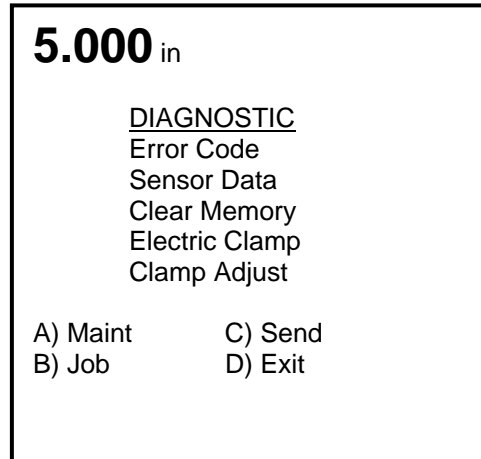 5.000 in
DIAGNOSTIC
Error Code
Sensor Data
Clear Memory
Electric Clamp
Clamp Adjust
A) Maint C) Send
B) Job D) Exit